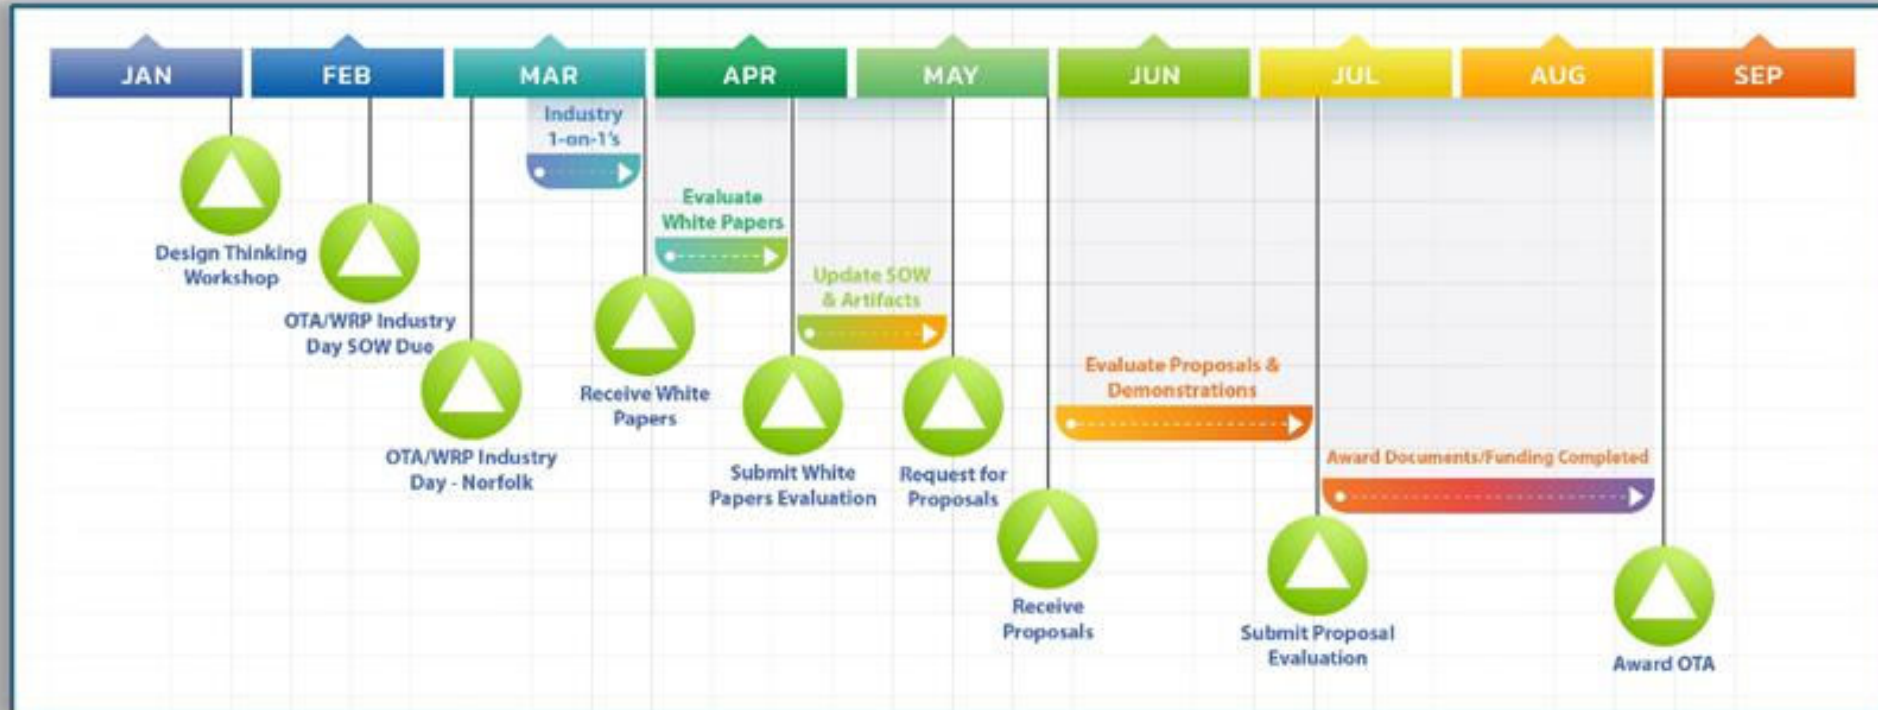 JAN
FEB
MAR
APR
MAY
JUN
JUL
AUG
SEP
Industry
1-on-1's
Evaluate
White Papers
Design Thinking
Workshop
Update SOW
& Artifacts
OTA/WRP Industry
Day SOW Due
Evaluate Proposals &
Demonstrations
Receive White
Papers
OTA/WRP Industry
Day - Norfolk
Submit White
Papers Evaluation
Request for
Proposals
Award Documents/Funding Completed
Receive
Proposals
Submit Proposal
Evaluation
Award OTA